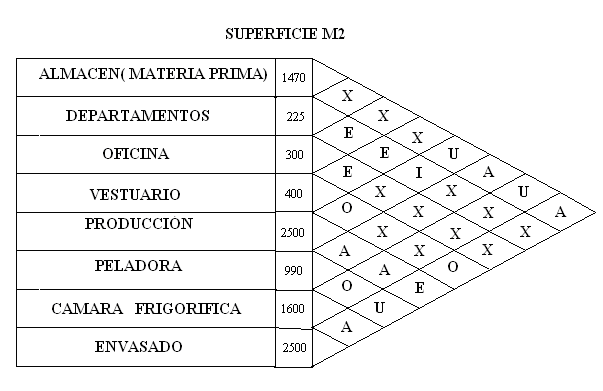 SUPERFICIE M2
ALMACEN( MATERIA PRIMA) 1470
DEPARTAMENTOS 225
OFICINA 300
VESTUARIO 400
PRODUCCIÓN 2500
PELADORA 990
CAMARA FRIGORIFICA 1600
ENVASADO 2500
X X X U A U A
E E I X X X
E X X X X
O X X O
A A E
O U
A